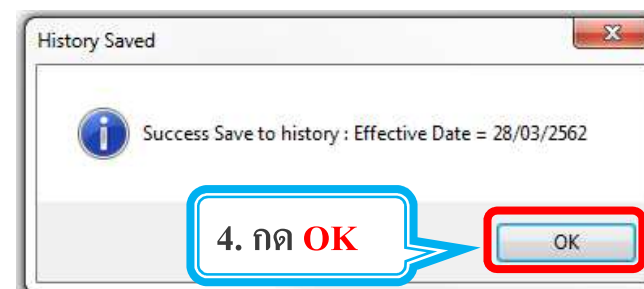 History Saved
Success Save to history : Effective Date = 28/03/2562
4. กด OK
OK